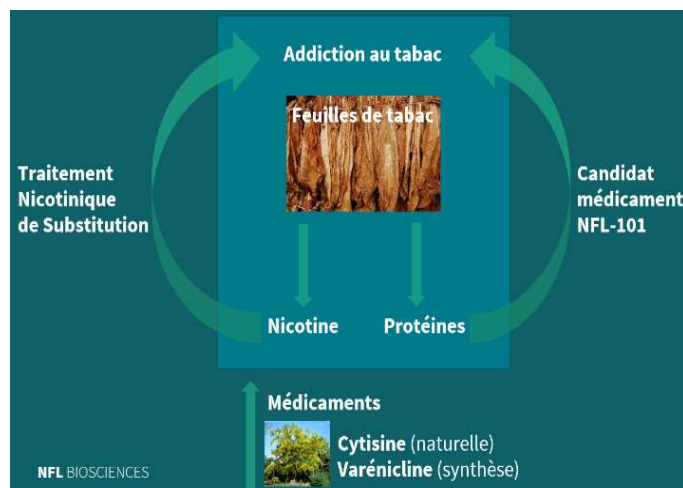 Addiction au tabac
Feuilles de tabac
Traitement
Nicotinique
de Substitution
Candidat
médicament
NFL-101
Nicotine
Protéines
Médicaments
Cytisine (naturelle)
Varénicline (synthèse)
NFL BIOSCIENCES